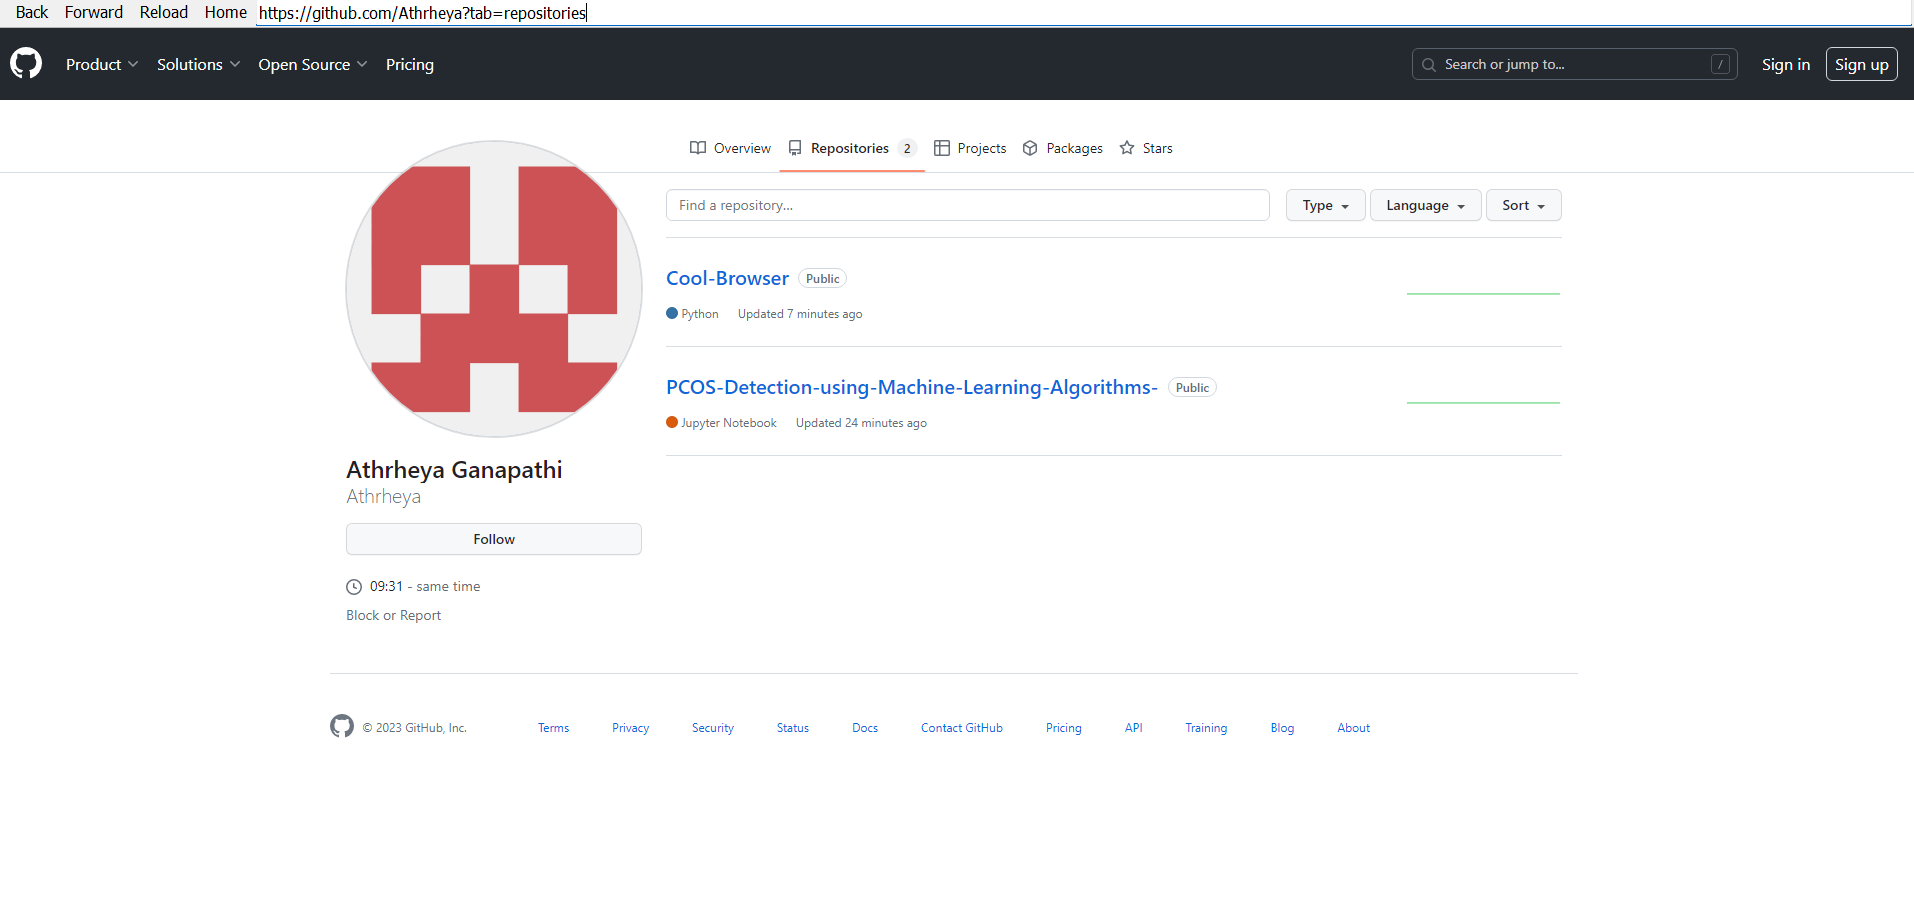 Back Forward Reload Home https://github.com/Athrheya?tab=repositories
Product Solutions Open Source Pricing Search or jump to... / Sign in Sign up
Overview Repositories 2 Projects Packages Stars
Find a repository... Type Language Sort
Cool-Browser Public
Python Updated 7 minutes ago
PCOS-Detection-using-Machine-Learning-Algorithms- Public
Jupyter Notebook Updated 24 minutes ago
Athrheya Ganapathi
Athrheya
Follow
09:31 - same time
Block or Report
© 2023 GitHub, Inc. Terms Privacy Security Status Docs Contact GitHub Pricing API Training Blog About